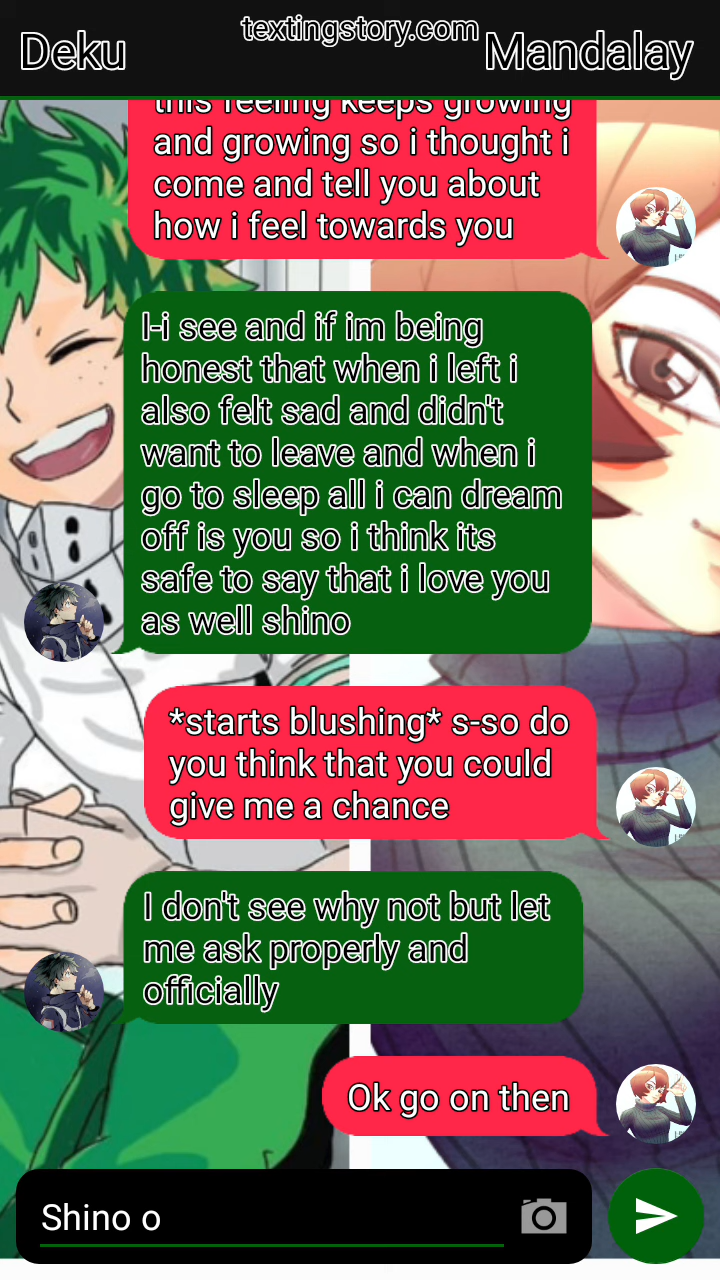 textingstory.com
Deku
Mandalay
this feeling keeps growing
and growing so i thought i
come and tell you about
how i feel towards you
I-i see and if im being
honest that when i left i
also felt sad and didn't
want to leave and when i
go to sleep all i can dream
off is you so i think its
safe to say that i love you
as well shino
*starts blushing* s-so do
you think that you could
give me a chance
I don't see why not but let
me ask properly and
officially
Ok go on then
Shino o